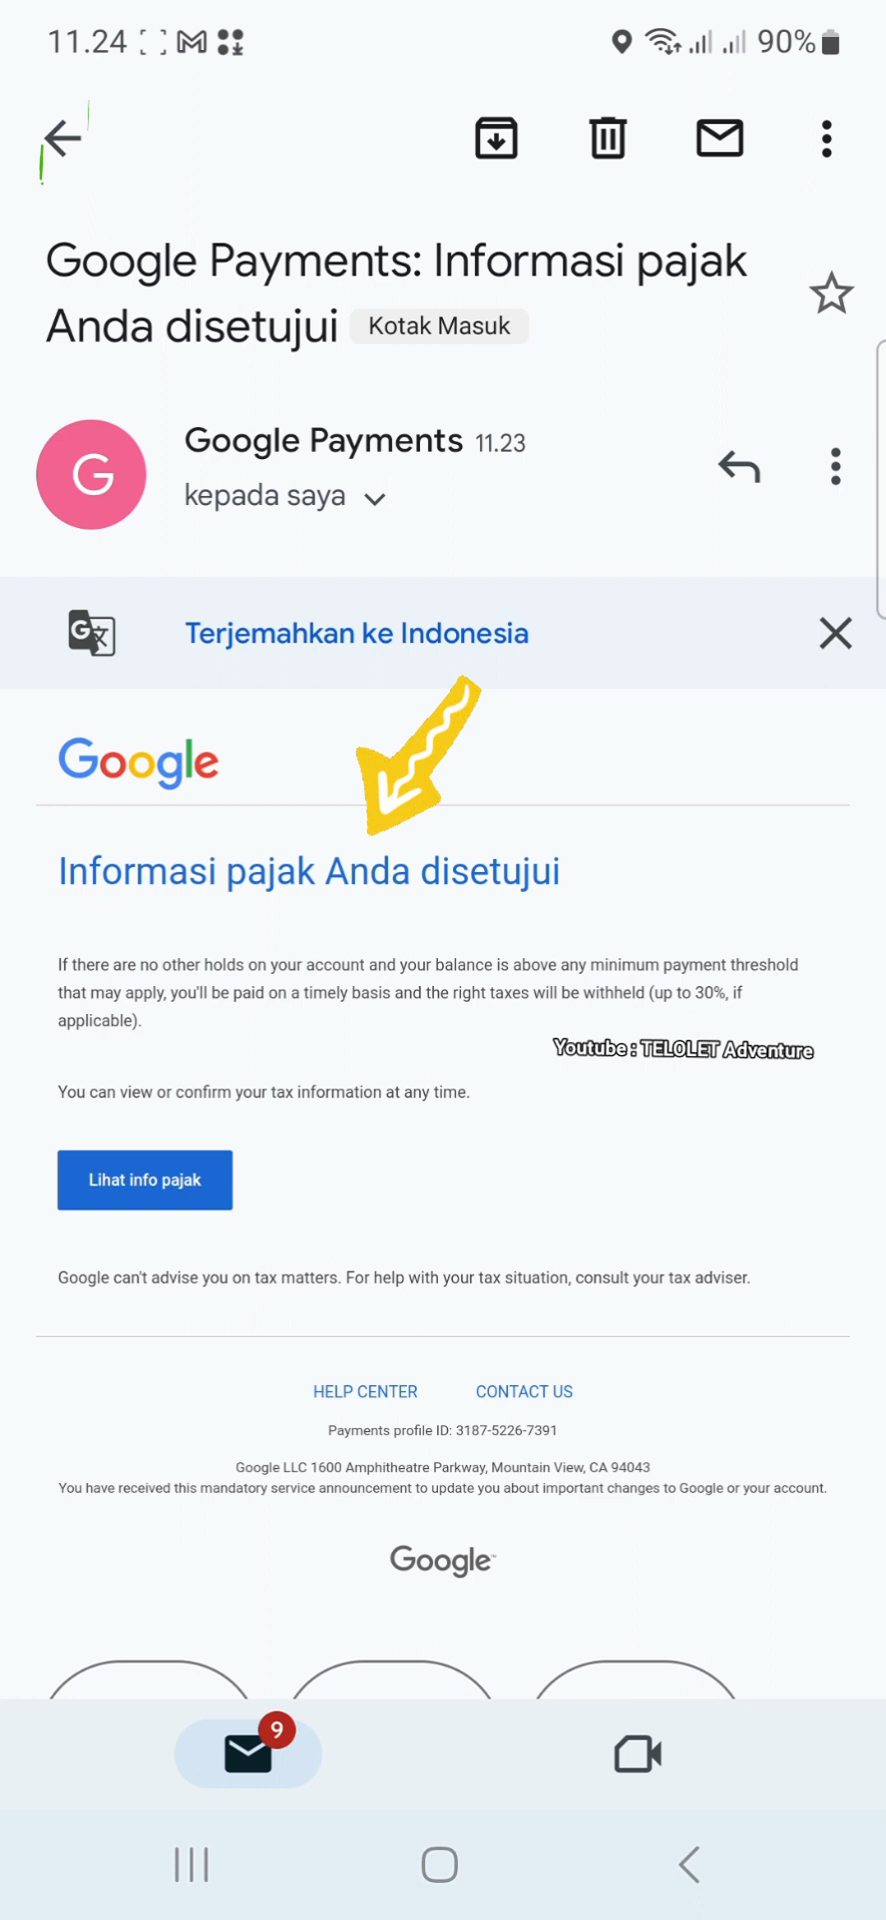 11.24
90%
Google Payments: Informasi pajak
Anda disetujui Kotak Masuk
G
Google Payments 11.23
kepada saya
Terjemahkan ke Indonesia
Google
Informasi pajak Anda disetujui
If there are no other holds on your account and your balance is above any minimum payment threshold
that may apply, you'll be paid on a timely basis and the right taxes will be withheld (up to 30%, if
applicable).
Youtube : TELOLET Adventure
You can view or confirm your tax information at any time.
Lihat info pajak
Google can't advise you on tax matters. For help with your tax situation, consult your tax adviser.
HELP CENTER CONTACT US
Payments profile ID: 3187-5226-7391
Google LLC 1600 Amphitheatre Parkway, Mountain View, CA 94043
You have received this mandatory service announcement to update you about important changes to Google or your account.
Google
9